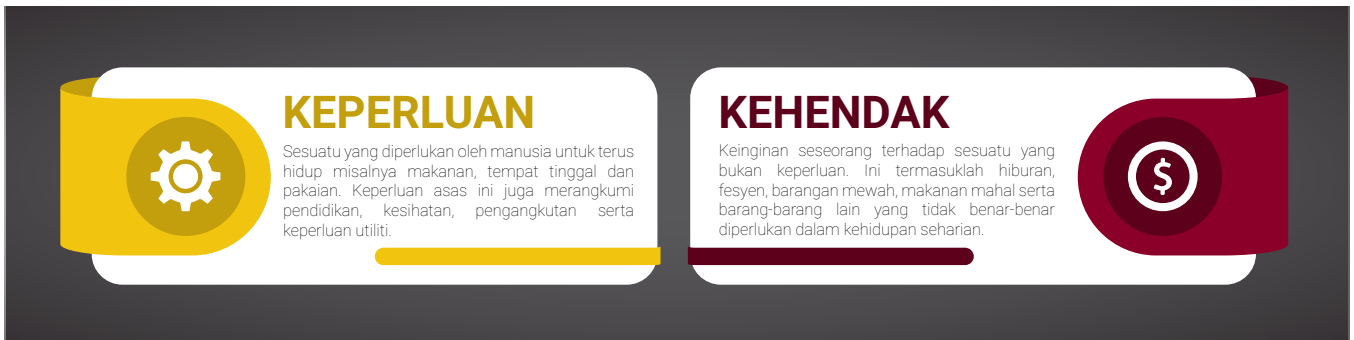 KEPERLUAN
Sesuatu yang diperlukan oleh manusia untuk terus
hidup misalnya makanan, tempat tinggal dan
pakaian. Keperluan asas ini juga merangkumi
pendidikan, kesihatan, pengangkutan serta
keperluan utiliti.
KEHENDAK
Keinginan seseorang terhadap sesuatu yang
bukan keperluan. Ini termasuklah hiburan,
fesyen, barangan mewah, makanan mahal serta
barang-barang lain yang tidak benar-benar
diperlukan dalam kehidupan seharian.
$